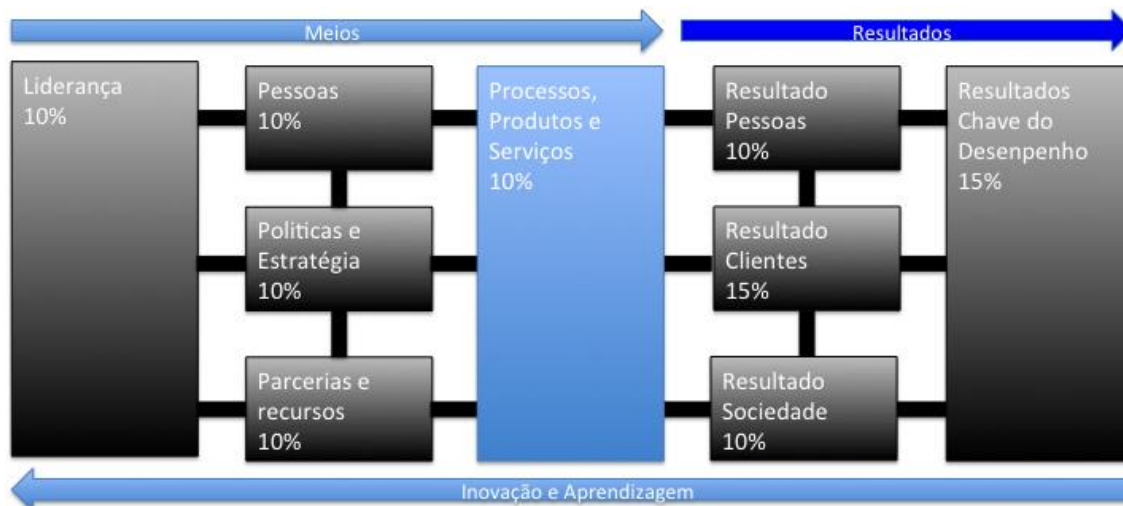 Meios
Resultados
Liderança
10%
Pessoas
10%
Politicas e
Estratégia
10%
Parcerias e
recursos
10%
Processos,
Produtos e
Serviços
10%
Resultado
Pessoas
10%
Resultado
Clientes
15%
Resultado
Sociedade
10%
Resultados
Chave do
Desenpenho
15%
Inovação e Aprendizagem